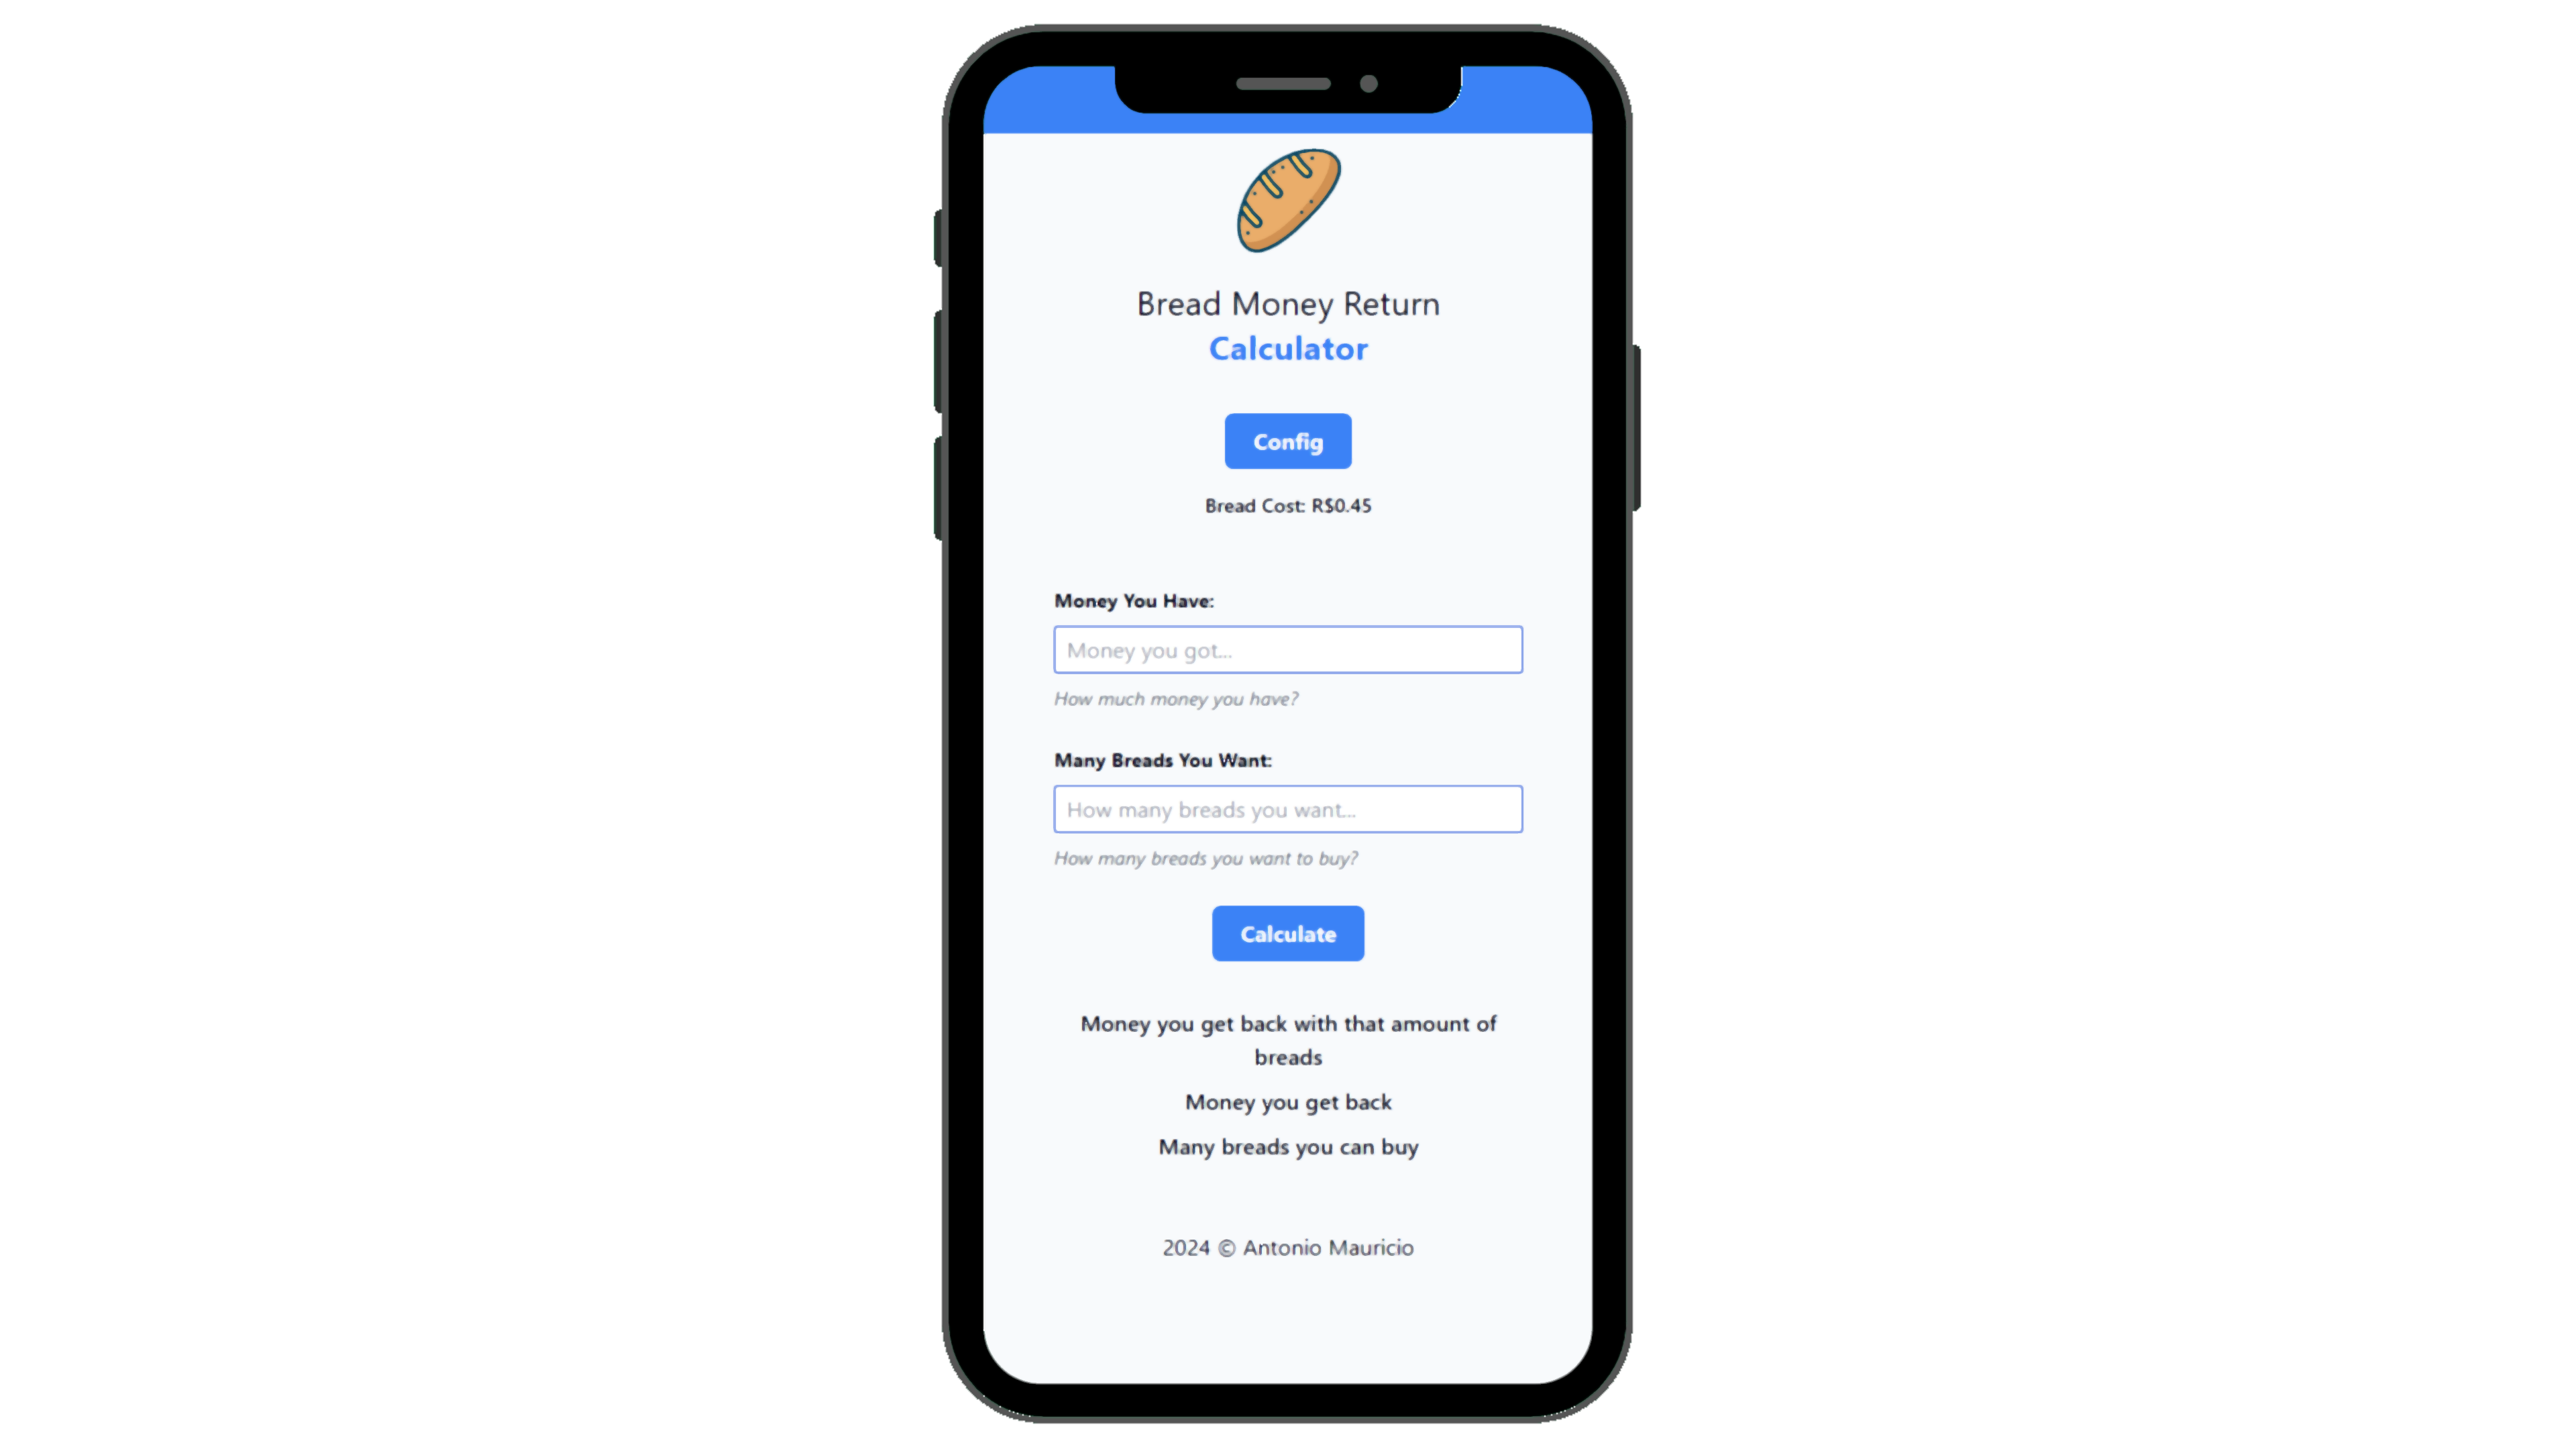 Bread Money Return
Calculator
Config
Bread Cost: R$0.45
Money You Have:
Money you got...
How much money you have?
Many Breads You Want:
How many breads you want...
How many breads you want to buy?
Calculate
Money you get back with that amount of
breads
Money you get back
Many breads you can buy
2024 © Antonio Mauricio